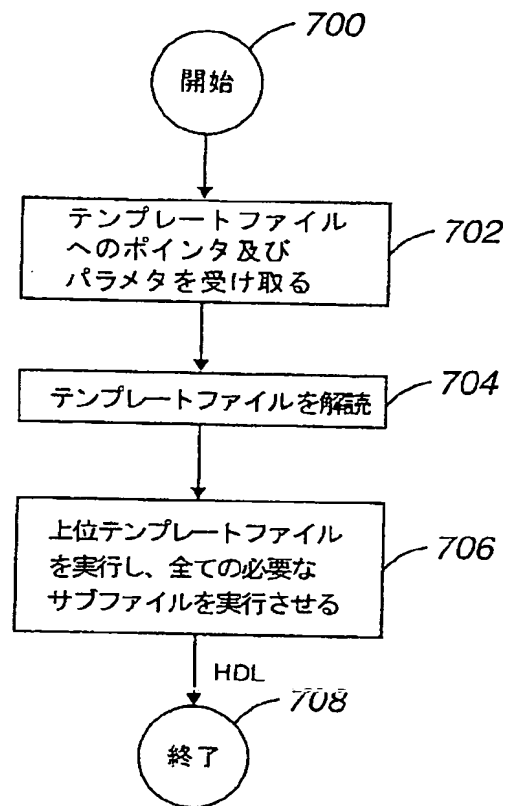 700
開始
テンプレートファイル
へのポインタ及び
パラメタを受け取る
702
テンプレートファイルを解読
704
上位テンプレートファイル
を実行し、全ての必要な
サブファイルを実行させる
706
HDL
708
終了